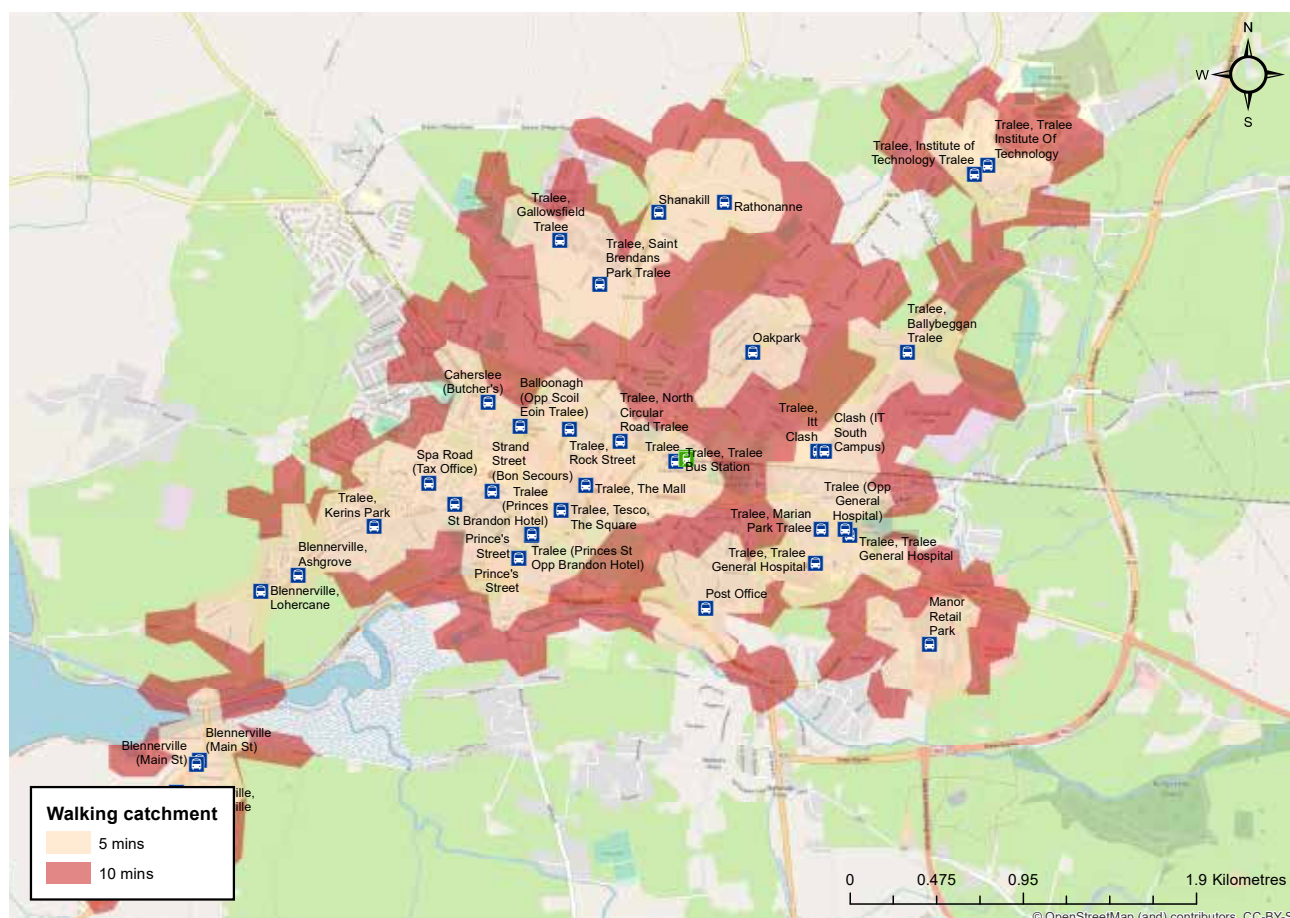 N
W
S
Tralee, Tralee
Institute Of
Technology
Tralee, Institute of
Technology Tralee
Tralee,
Gallowsfield
Tralee
Shanakill
Rathonanne
Tralee, Saint
Brendans
Park Tralee
Tralee,
Ballybeggan
Tralee
Oakpark
Caherslee
(Butcher's)
Balloonagh
(Opp Scoil
Eoin Tralee)
Tralee, North
Circular
Road Tralee
Tralee,
Itt
Clash
Clash (IT
South
Campus)
Spa Road
(Tax Office)
Strand
Street
(Bon Secours)
Tralee,
Rock Street
Tralee
Tralee, Tralee
Bus Station
Tralee,
Kerins Park
Tralee
(Princes
St Brandon Hotel)
Tralee, The Mall
Tralee, Tesco,
The Square
Tralee (Opp
General
Hospital)
Tralee, Marian
Park Tralee
Prince's
Street
Tralee (Princes St
Opp Brandon Hotel)
Tralee, Tralee
General Hospital
Tralee, Tralee
General Hospital
Blennerville,
Ashgrove
Prince's
Street
Blennerville,
Lohercane
Post Office
Manor
Retail
Park
Blennerville
(Main St)
Blennerville
(Main St)
ille,
ille
Walking catchment
5 mins
10 mins
0 0.475 0.95 1.9 Kilometres
© OpenStreetMap (and) contributors, CC-BY-S